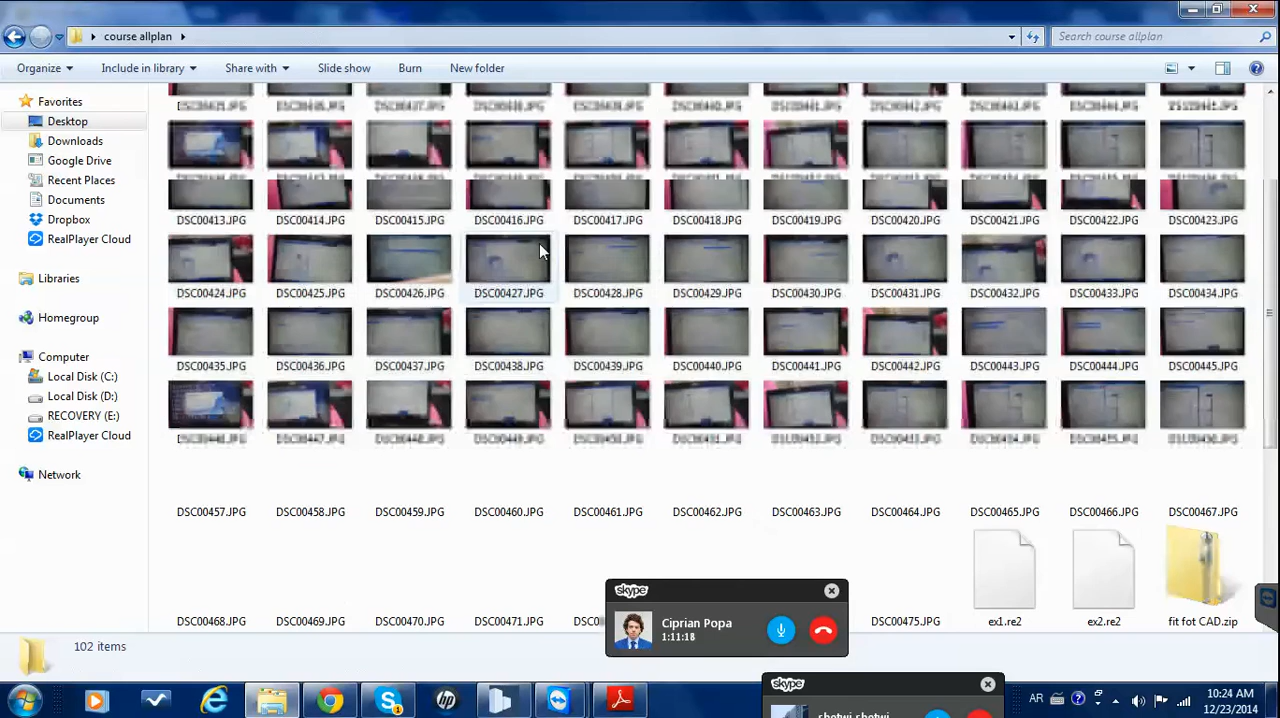 course allplan
Search course allplan
Organize Include in library Share with Burn Slide show New folder
Favorites
Desktop
Downloads
Google Drive
Recent Places
Documents
Dropbox
RealPlayer Cloud
Libraries
Homegroup
Computer
Local Disk (C:)
Local Disk (D:)
RECOVERY (E:)
RealPlayer Cloud
Network
DSC00413.JPG DSC00414.JPG DSC00415.JPG DSC00416.JPG DSC00417.JPG DSC00418.JPG DSC00419.JPG DSC00420.JPG DSC00421.JPG DSC00422.JPG DSC00423.JPG
DSC00424.JPG DSC00425.JPG DSC00426.JPG DSC00427.JPG DSC00428.JPG DSC00429.JPG DSC00430.JPG DSC00431.JPG DSC00432.JPG DSC00433.JPG DSC00434.JPG
DSC00435.JPG DSC00436.JPG DSC00437.JPG DSC00438.JPG DSC00439.JPG DSC00440.JPG DSC00441.JPG DSC00442.JPG DSC00443.JPG DSC00444.JPG DSC00445.JPG
DSC00457.JPG DSC00458.JPG DSC00459.JPG DSC00460.JPG DSC00461.JPG DSC00462.JPG DSC00463.JPG DSC00464.JPG DSC00465.JPG DSC00466.JPG DSC00467.JPG
DSC00468.JPG DSC00469.JPG DSC00470.JPG DSC00471.JPG DSC00475.JPG ex1.re2 ex2.re2 fit fot CAD.zip
skype
Ciprian Popa
1:11:18
102 items
skype
shetwi shetwi
AR
10:24 AM
12/23/2014